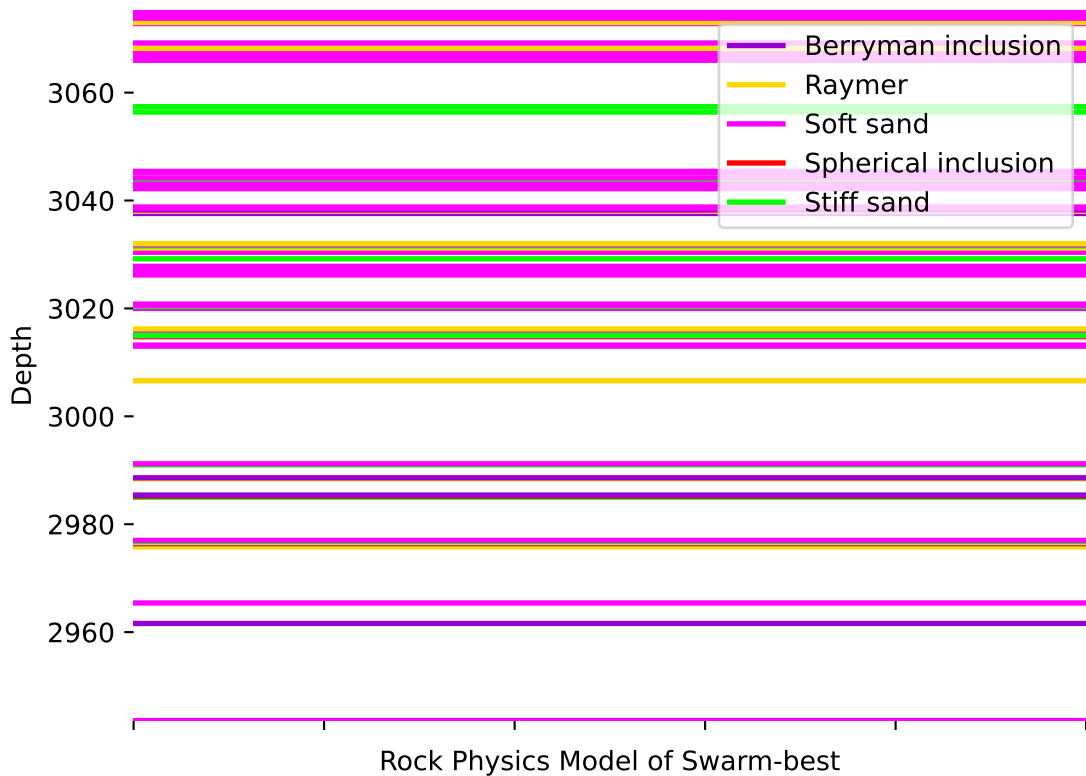 Berryman inclusion
Raymer
Soft sand
Spherical inclusion
Stiff sand
3060
3040
3020
3000
2980
2960
Depth
Rock Physics Model of Swarm-best